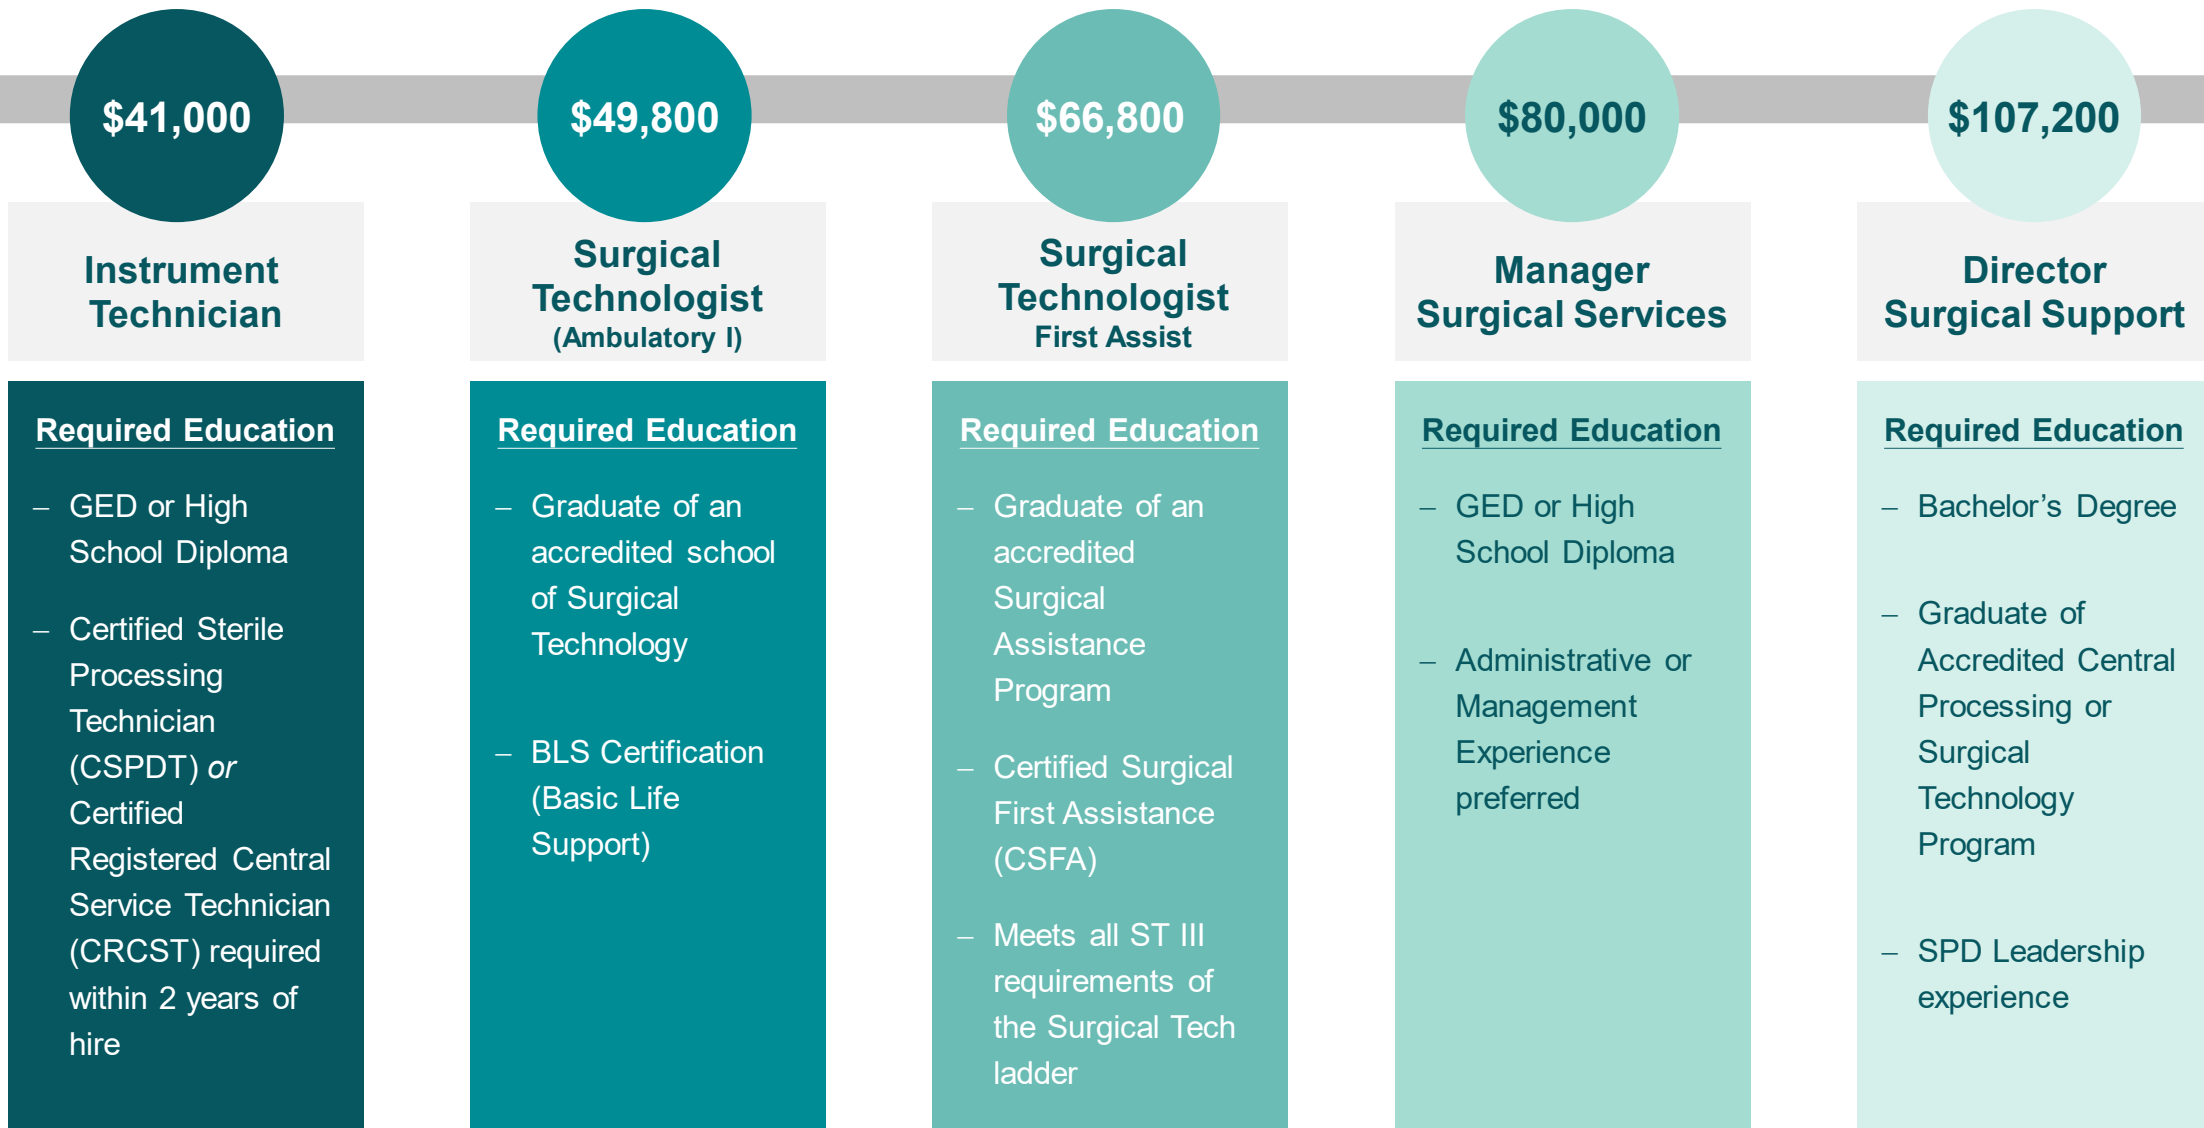 $41,000
Instrument
Technician
Required Education
– GED or High
School Diploma
– Certified Sterile
Processing
Technician
(CSPDT) or
Certified
Registered Central
Service Technician
(CRCST) required
within 2 years of
hire
$49,800
Surgical
Technologist
(Ambulatory I)
Required Education
– Graduate of an
accredited school
of Surgical
Technology
– BLS Certification
(Basic Life
Support)
$66,800
Surgical
Technologist
First Assist
Required Education
– Graduate of an
accredited
Surgical
Assistance
Program
– Certified Surgical
First Assistance
(CSFA)
– Meets all ST III
requirements of
the Surgical Tech
ladder
$80,000
Manager
Surgical Services
Required Education
– GED or High
School Diploma
– Administrative or
Management
Experience
preferred
$107,200
Director
Surgical Support
Required Education
– Bachelor’s Degree
– Graduate of
Accredited Central
Processing or
Surgical
Technology
Program
– SPD Leadership
experience